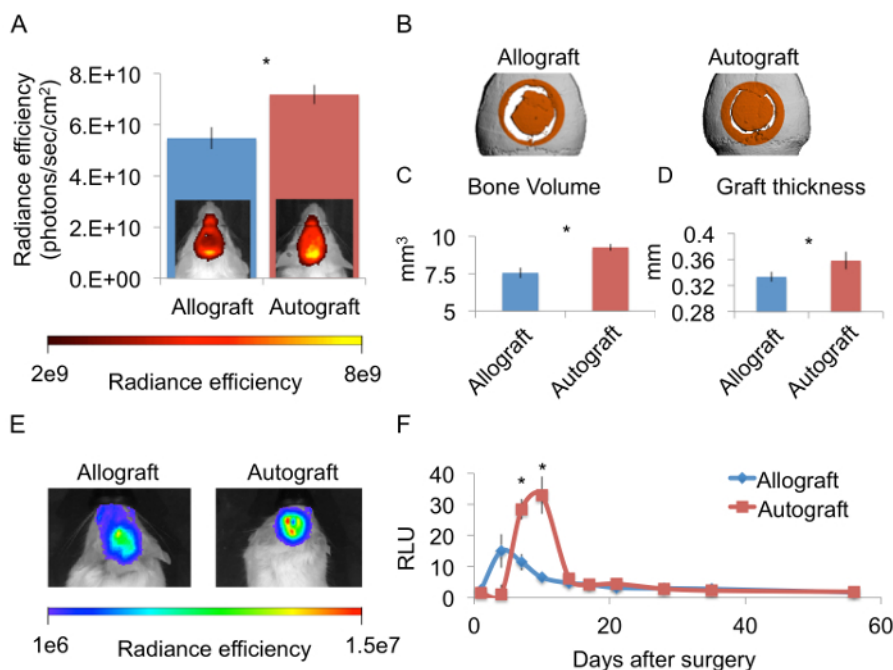 A
Radiance efficiency
(photons/sec/cm²)
8.E+10
6.E+10
4.E+10
2.E+10
0.E+00
*
Allograft Autograft
2e9 8e9
Radiance efficiency
B
Allograft Autograft
C Bone Volume
mm³
10
7.5
5
*
Allograft
Autograft
D Graft thickness
mm
0.4
0.36
0.32
0.28
*
Allograft
Autograft
E
Allograft Autograft
1e6 1.5e7
Radiance efficiency
F
RLU
40
30
20
10
0
* *
Allograft
Autograft
0 20 40 60
Days after surgery